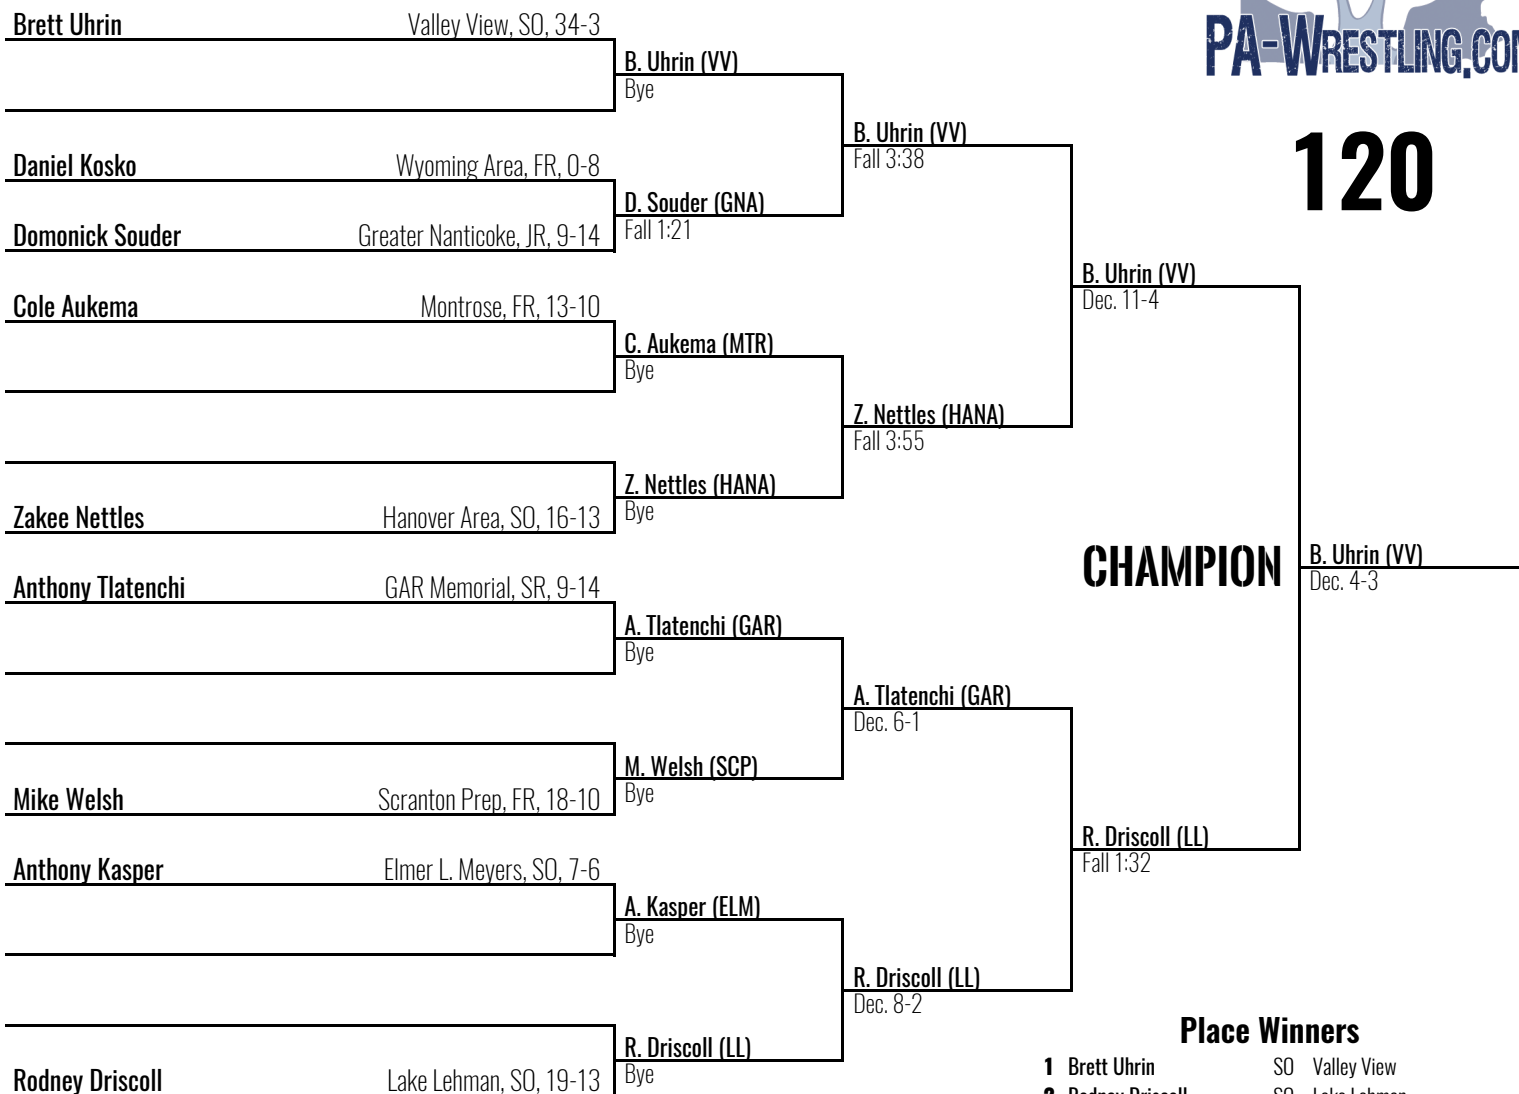 PA-WRESTLING.CO
120
Brett Uhrin Valley View, SO, 34-3
B. Uhrin (VV)
Bye
B. Uhrin (VV)
Fall 3:38
Daniel Kosko Wyoming Area, FR, 0-8
D. Souder (GNA)
Fall 1:21
Domonick Souder Greater Nanticoke, JR, 9-14
B. Uhrin (VV)
Dec. 11-4
Cole Aukema Montrose, FR, 13-10
C. Aukema (MTR)
Bye
Z. Nettles (HANA)
Fall 3:55
Z. Nettles (HANA)
Bye
Zakee Nettles Hanover Area, SO, 16-13
CHAMPION
B. Uhrin (VV)
Dec. 4-3
Anthony Tlatenchi GAR Memorial, SR, 9-14
A. Tlatenchi (GAR)
Bye
A. Tlatenchi (GAR)
Dec. 6-1
M. Welsh (SCP)
Bye
Mike Welsh Scranton Prep, FR, 18-10
R. Driscoll (LL)
Fall 1:32
Anthony Kasper Elmer L. Meyers, SO, 7-6
A. Kasper (ELM)
Bye
R. Driscoll (LL)
Dec. 8-2
R. Driscoll (LL)
Bye
Rodney Driscoll Lake Lehman, SO, 19-13
Place Winners
1 Brett Uhrin SO Valley View
2 Rodney Driscoll SO Lake Lehman